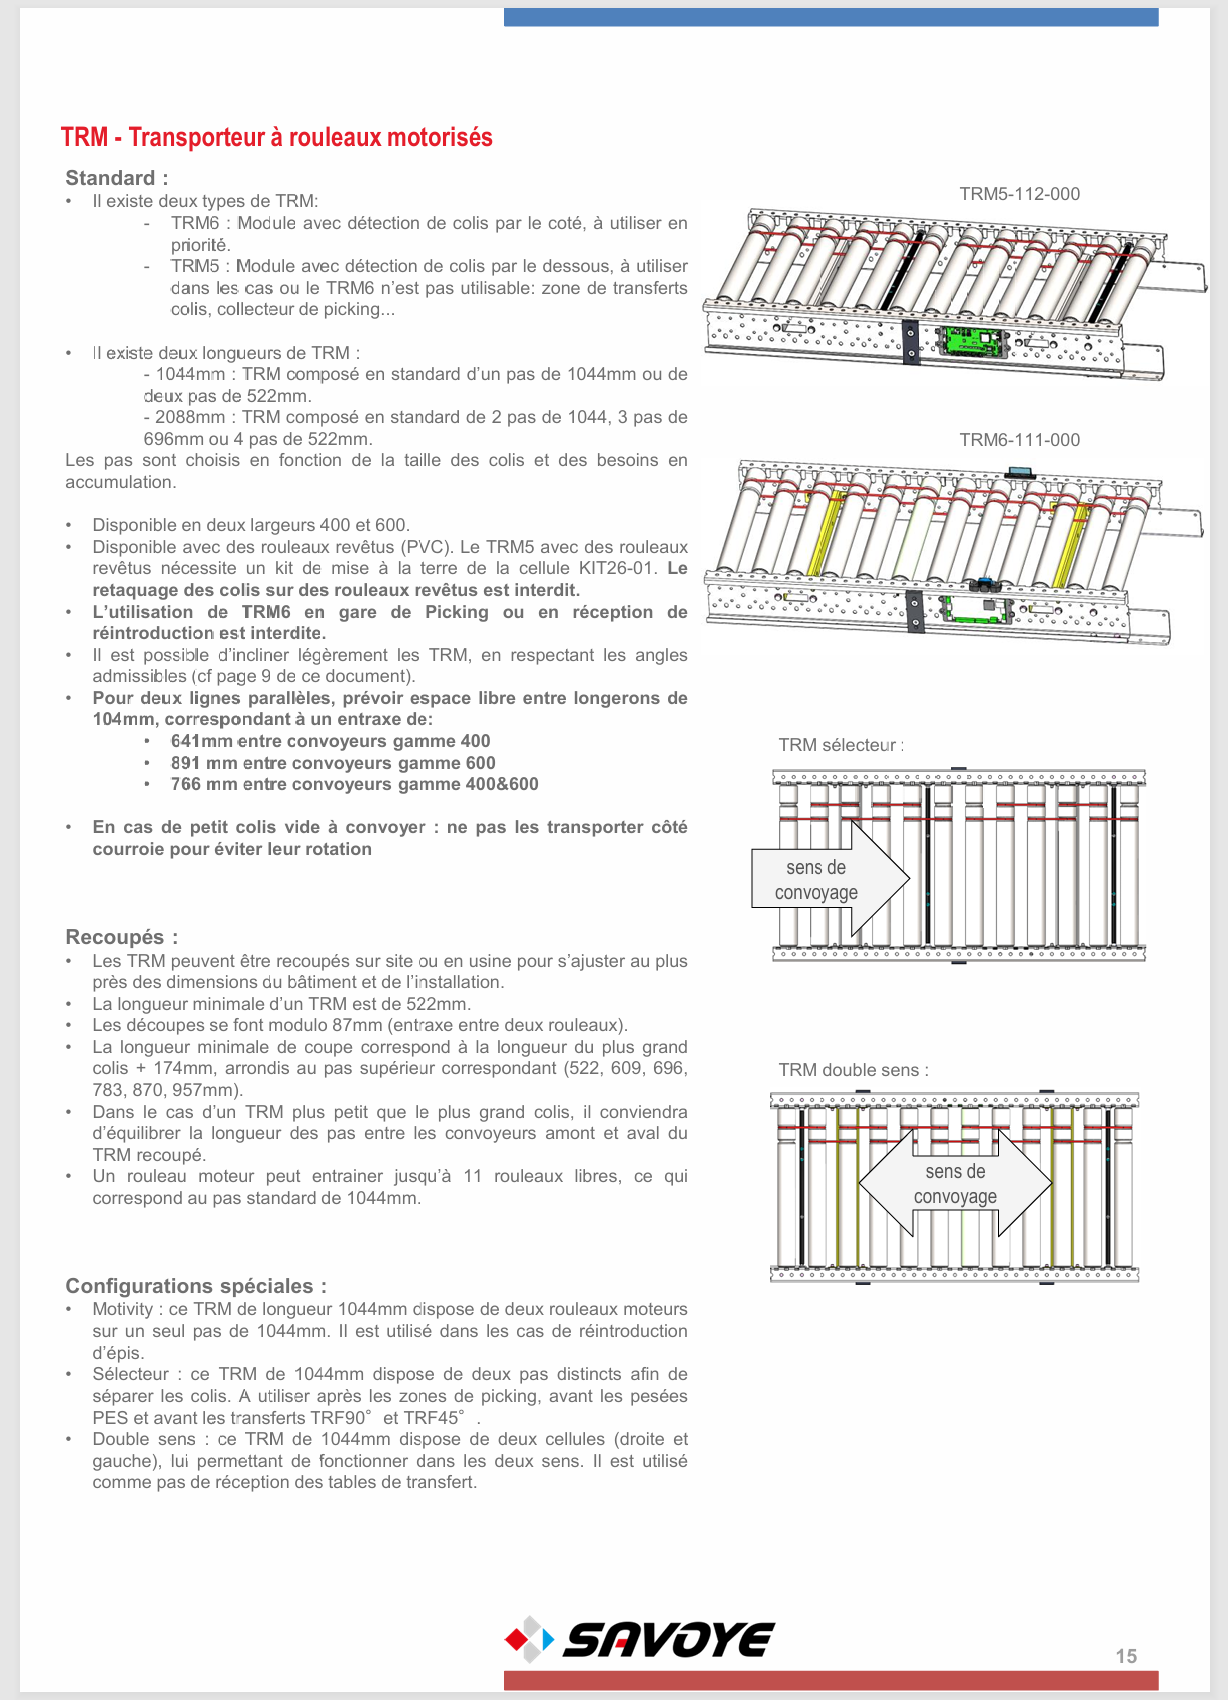 TRM - Transporteur à rouleaux motorisés
Standard :
• Il existe deux types de TRM:
- TRM6 : Module avec détection de colis par le coté, à utiliser en
priorité.
- TRM5 : Module avec détection de colis par le dessous, à utiliser
dans les cas ou le TRM6 n’est pas utilisable: zone de transferts
colis, collecteur de picking...
• Il existe deux longueurs de TRM :
- 1044mm : TRM composé en standard d’un pas de 1044mm ou de
deux pas de 522mm.
- 2088mm : TRM composé en standard de 2 pas de 1044, 3 pas de
696mm ou 4 pas de 522mm.
Les pas sont choisis en fonction de la taille des colis et des besoins en
accumulation.
• Disponible en deux largeurs 400 et 600.
• Disponible avec des rouleaux revêtus (PVC). Le TRM5 avec des rouleaux
revêtus nécessite un kit de mise à la terre de la cellule KIT26-01. Le
retaquage des colis sur des rouleaux revêtus est interdit.
• L’utilisation de TRM6 en gare de Picking ou en réception de
réintroduction est interdite.
• Il est possible d’incliner légèrement les TRM, en respectant les angles
admissibles (cf page 9 de ce document).
• Pour deux lignes parallèles, prévoir espace libre entre longerons de
104mm, correspondant à un entraxe de:
• 641mm entre convoyeurs gamme 400
• 891 mm entre convoyeurs gamme 600
• 766 mm entre convoyeurs gamme 400&600
• En cas de petit colis vide à convoyer : ne pas les transporter côté
courroie pour éviter leur rotation
Recoupés :
• Les TRM peuvent être recoupés sur site ou en usine pour s’ajuster au plus
près des dimensions du bâtiment et de l’installation.
• La longueur minimale d’un TRM est de 522mm.
• Les découpes se font modulo 87mm (entraxe entre deux rouleaux).
• La longueur minimale de coupe correspond à la longueur du plus grand
colis + 174mm, arrondis au pas supérieur correspondant (522, 609, 696,
783, 870, 957mm).
• Dans le cas d’un TRM plus petit que le plus grand colis, il conviendra
d’équilibrer la longueur des pas entre les convoyeurs amont et aval du
TRM recoupé.
• Un rouleau moteur peut entrainer jusqu’à 11 rouleaux libres, ce qui
correspond au pas standard de 1044mm.
Configurations spéciales :
• Motivity : ce TRM de longueur 1044mm dispose de deux rouleaux moteurs
sur un seul pas de 1044mm. Il est utilisé dans les cas de réintroduction
d’épis.
• Sélecteur : ce TRM de 1044mm dispose de deux pas distincts afin de
séparer les colis. A utiliser après les zones de picking, avant les pesées
PES et avant les transferts TRF90° et TRF45° .
• Double sens : ce TRM de 1044mm dispose de deux cellules (droite et
gauche), lui permettant de fonctionner dans les deux sens. Il est utilisé
comme pas de réception des tables de transfert.
TRM5-112-000
TRM6-111-000
TRM sélecteur :
sens de
convoyage
TRM double sens :
sens de
convoyage
SAVOYE
15